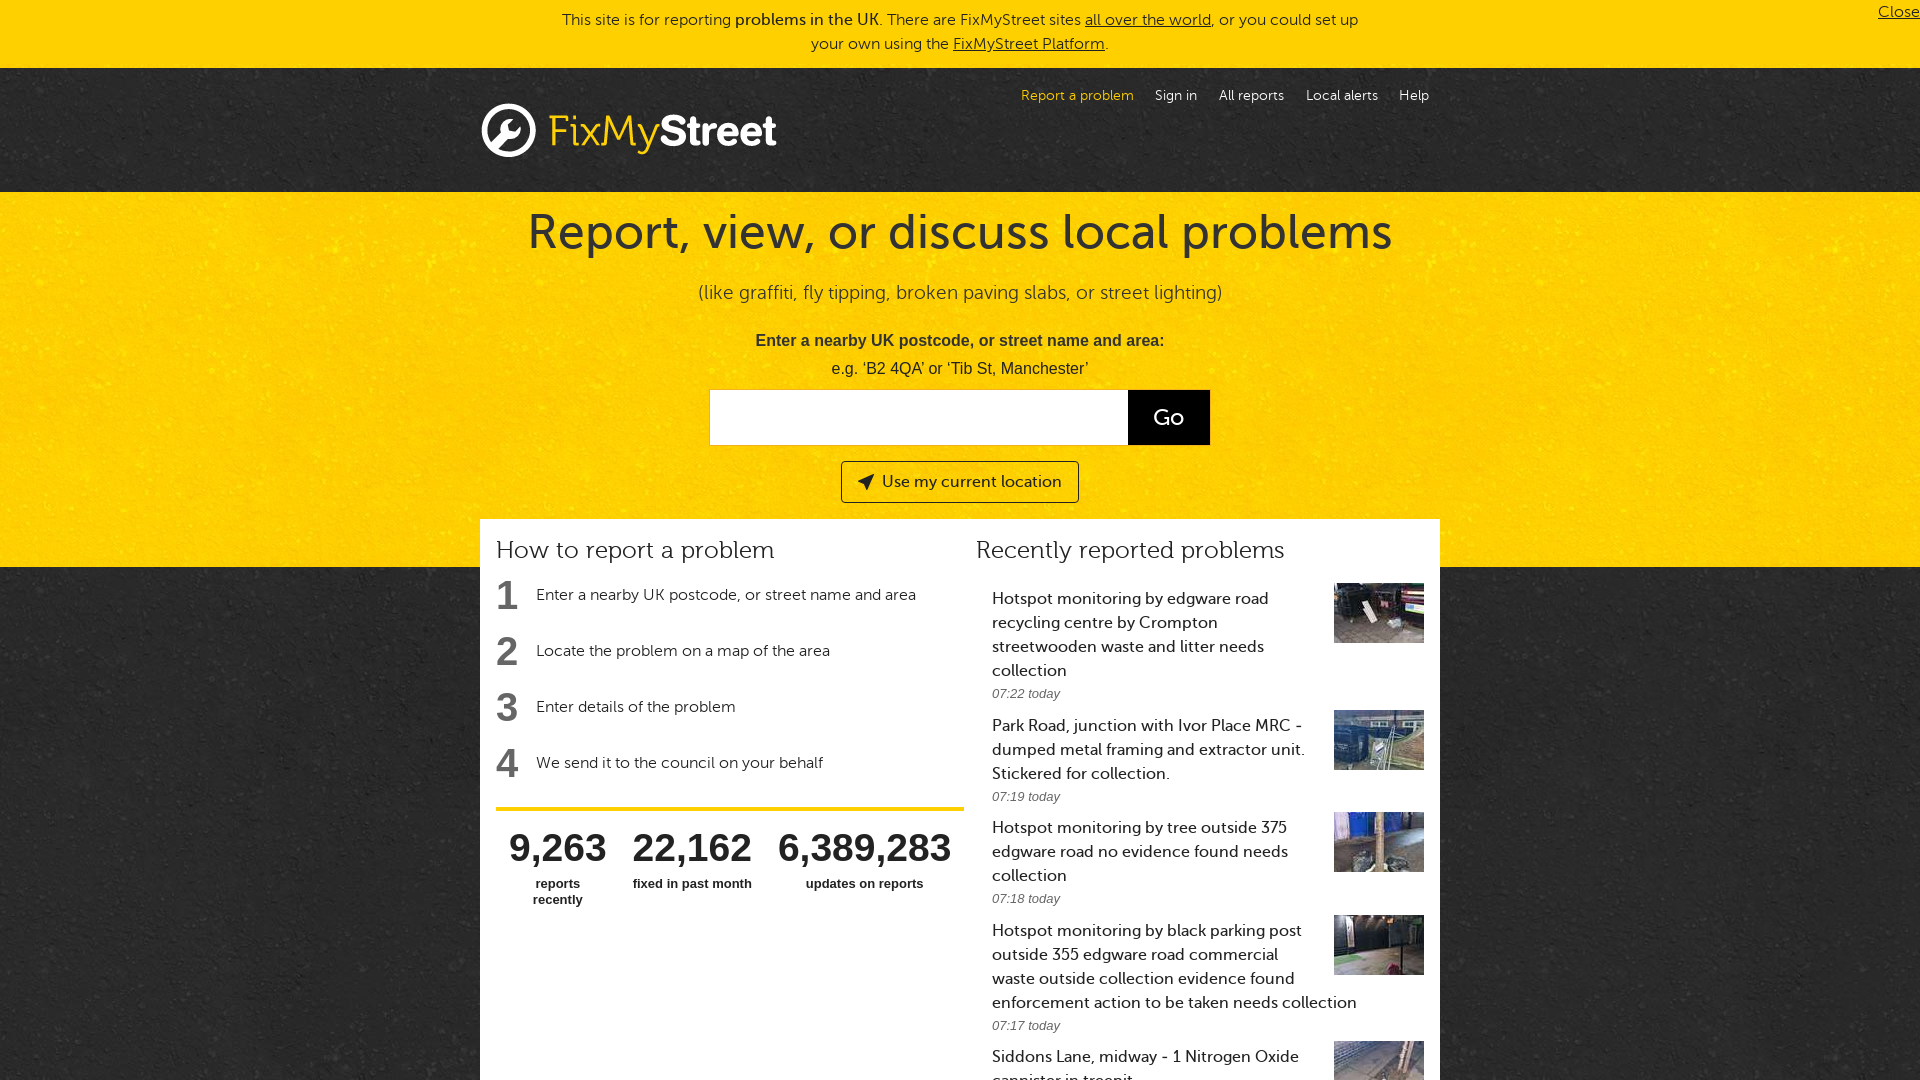 This site is for reporting problems in the UK. There are FixMyStreet sites all over the world, or you could set up
your own using the FixMyStreet Platform.
Close
Report a problem
Sign in
All reports
Local alerts
Help
FixMyStreet
Report, view, or discuss local problems
(like graffiti, fly tipping, broken paving slabs, or street lighting)
Enter a nearby UK postcode, or street name and area:
e.g. ‘B2 4QA’ or ‘Tib St, Manchester’
Go
Use my current location
How to report a problem
1 Enter a nearby UK postcode, or street name and area
2 Locate the problem on a map of the area
3 Enter details of the problem
4 We send it to the council on your behalf
9,263
reports
recently
22,162
fixed in past month
6,389,283
updates on reports
Recently reported problems
Hotspot monitoring by edgware road
recycling centre by Crompton
streetwooden waste and litter needs
collection
07:22 today
Park Road, junction with Ivor Place MRC -
dumped metal framing and extractor unit.
Stickered for collection.
07:19 today
Hotspot monitoring by tree outside 375
edgware road no evidence found needs
collection
07:18 today
Hotspot monitoring by black parking post
outside 355 edgware road commercial
waste outside collection evidence found
enforcement action to be taken needs collection
07:17 today
Siddons Lane, midway - 1 Nitrogen Oxide
cannister in treepit